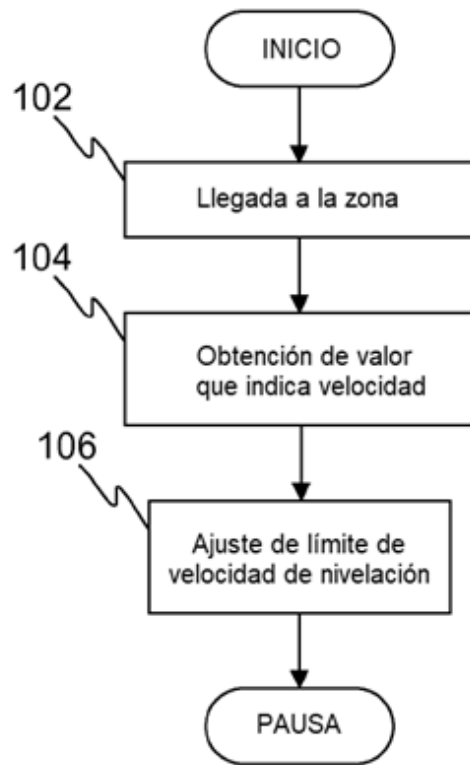 INICIO
102
Llegada a la zona
104
Obtención de valor
que indica velocidad
106
Ajuste de límite de
velocidad de nivelación
PAUSA